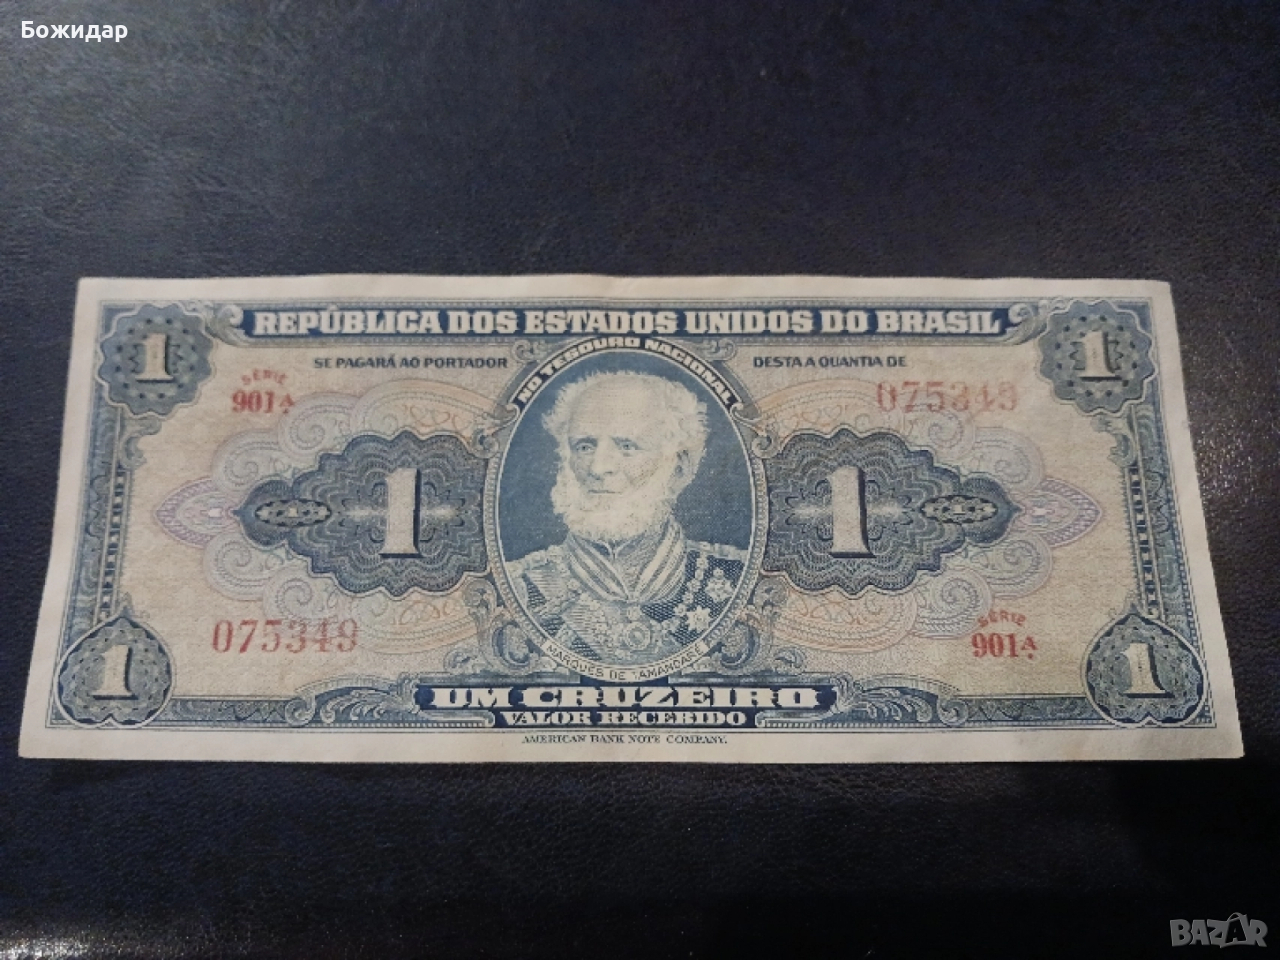 Божидар
1 REPÚBLICA DOS ESTADOS UNIDOS DO BRASIL 1
SE PAGARÁ AO PORTADOR NO TESOURO NACIONAL DESTA A QUANTIA DE
SÉRIE
901A
075349
1 1
075349
SÉRIE
901A
MARQUES DE TAMANDARÉ
1 UM CRUZEIRO 1
VALOR RECEBIDO
AMERICAN BANK NOTE COMPANY.
BAZAR